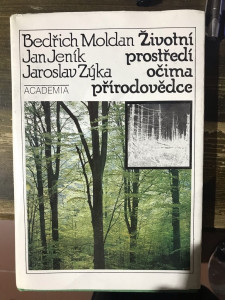 Bedřich Moldan
Jan Jeník
Jaroslav Zýka
ACADEMIA
Životní
prostředí
očima
přírodovědce